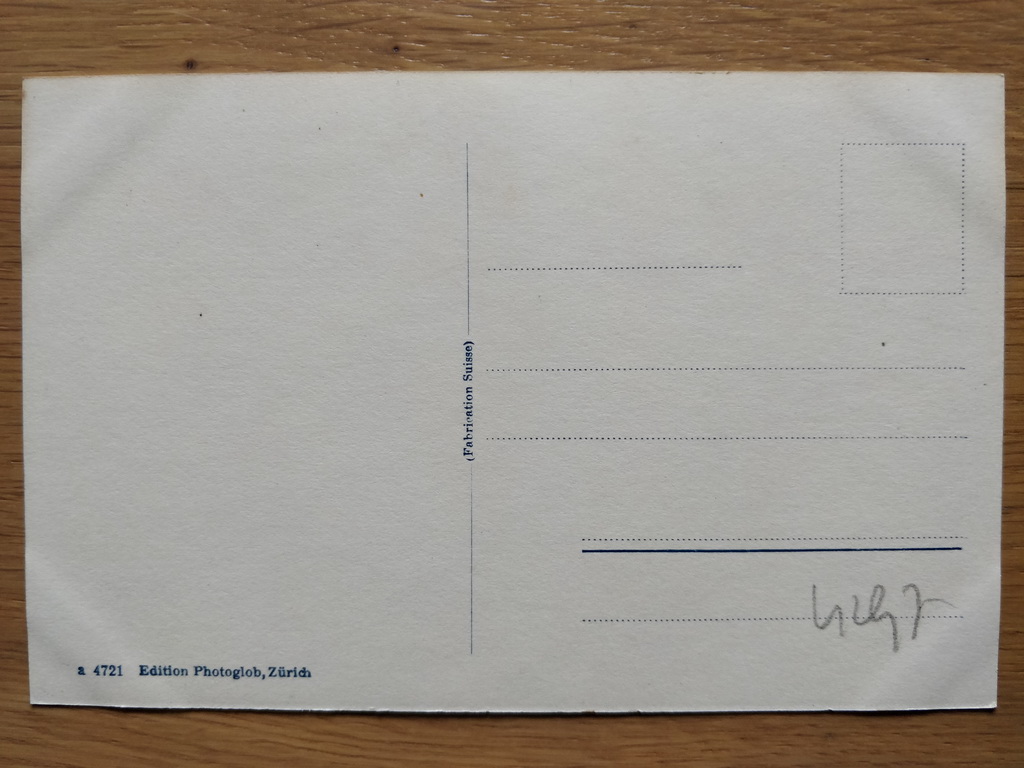 (Fabrication Suisse)
a 4721 Edition Photoglob, Zürich